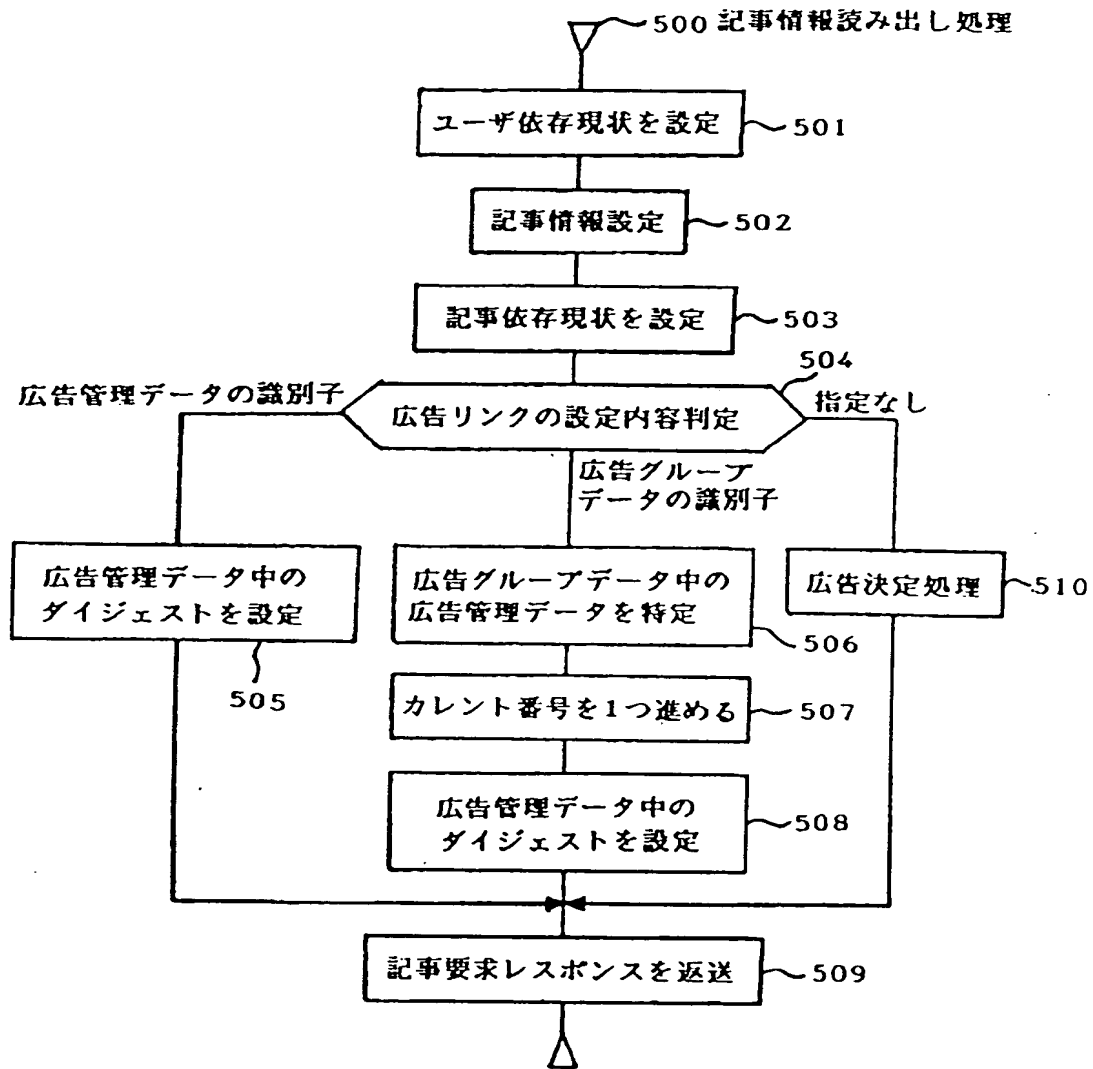 500 記事情報読み出し処理
ユーザ依存現状を設定
501
記事情報設定
502
記事依存現状を設定
503
504
広告管理データの識別子
広告リンクの設定内容判定
指定なし
広告グループ
データの識別子
広告管理データ中の
ダイジェストを設定
505
広告グループデータ中の
広告管理データを特定
506
広告決定処理
510
カレント番号を1つ進める
507
広告管理データ中の
ダイジェストを設定
508
記事要求レスポンスを返送
509